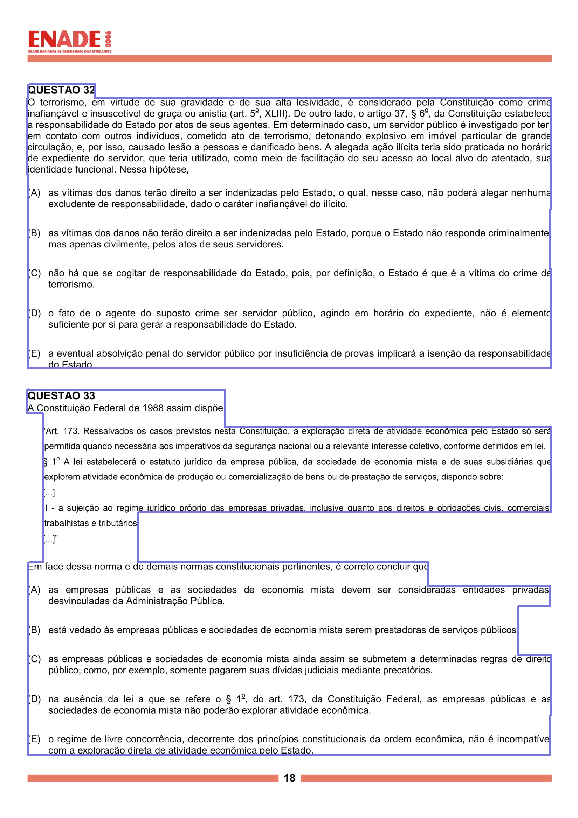 ENADE 2006
EXAME NACIONAL DE DESEMPENHO DOS ESTUDANTES
QUESTÃO 32
O terrorismo, em virtude de sua gravidade e de sua alta lesividade, é considerado pela Constituição como crime
inafiançável e insuscetível de graça ou anistia (art. 5º, XLIII). De outro lado, o artigo 37, § 6º, da Constituição estabelece
a responsabilidade do Estado por atos de seus agentes. Em determinado caso, um servidor público é investigado por ter,
em contato com outros indivíduos, cometido ato de terrorismo, detonando explosivo em imóvel particular de grande
circulação, e, por isso, causado lesão a pessoas e danificado bens. A alegada ação ilícita teria sido praticada no horário
de expediente do servidor, que teria utilizado, como meio de facilitação do seu acesso ao local alvo do atentado, sua
identidade funcional. Nessa hipótese,
(A) as vítimas dos danos terão direito a ser indenizadas pelo Estado, o qual, nesse caso, não poderá alegar nenhuma
excludente de responsabilidade, dado o caráter inafiançável do ilícito.
(B) as vítimas dos danos não terão direito a ser indenizadas pelo Estado, porque o Estado não responde criminalmente,
mas apenas civilmente, pelos atos de seus servidores.
(C) não há que se cogitar de responsabilidade do Estado, pois, por definição, o Estado é que é a vítima do crime de
terrorismo.
(D) o fato de o agente do suposto crime ser servidor público, agindo em horário do expediente, não é elemento
suficiente por si para gerar a responsabilidade do Estado.
(E) a eventual absolvição penal do servidor público por insuficiência de provas implicará a isenção da responsabilidade
do Estado.
QUESTÃO 33
A Constituição Federal de 1988 assim dispõe:
"Art. 173. Ressalvados os casos previstos nesta Constituição, a exploração direta de atividade econômica pelo Estado só será
permitida quando necessária aos imperativos da segurança nacional ou a relevante interesse coletivo, conforme definidos em lei.
§ 1º A lei estabelecerá o estatuto jurídico da empresa pública, da sociedade de economia mista e de suas subsidiárias que
explorem atividade econômica de produção ou comercialização de bens ou de prestação de serviços, dispondo sobre:
[...]
II - a sujeição ao regime jurídico próprio das empresas privadas, inclusive quanto aos direitos e obrigações civis, comerciais,
trabalhistas e tributários;
[...]"
Em face dessa norma e de demais normas constitucionais pertinentes, é correto concluir que
(A) as empresas públicas e as sociedades de economia mista devem ser consideradas entidades privadas,
desvinculadas da Administração Pública.
(B) está vedado às empresas públicas e sociedades de economia mista serem prestadoras de serviços públicos.
(C) as empresas públicas e sociedades de economia mista ainda assim se submetem a determinadas regras de direito
público, como, por exemplo, somente pagarem suas dívidas judiciais mediante precatórios.
(D) na ausência da lei a que se refere o § 1º, do art. 173, da Constituição Federal, as empresas públicas e as
sociedades de economia mista não poderão explorar atividade econômica.
(E) o regime de livre concorrência, decorrente dos princípios constitucionais da ordem econômica, não é incompatível
com a exploração direta de atividade econômica pelo Estado.
18